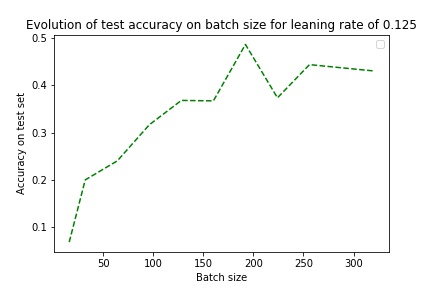 Evolution of test accuracy on batch size for leaning rate of 0.125
Accuracy on test set
0.5
0.4
0.3
0.2
0.1
50 100 150 200 250 300
Batch size